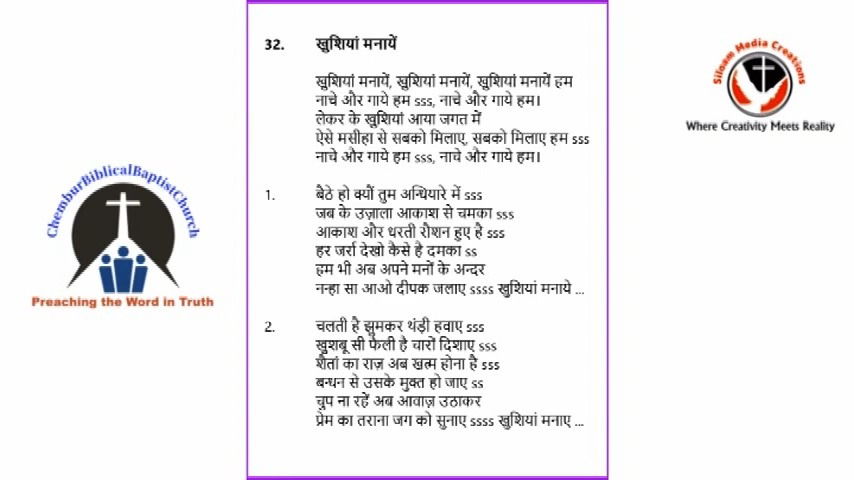 32. खुशियां मनायें
खुशियां मनायें, खुशियां मनायें, खुशियां मनायें हम
नाचे और गाये हम sss, नाचे और गाये हम।
लेकर के खुशियां आया जगत में
ऐसे मसीहा से सबको मिलाए, सबको मिलाए हम sss
नाचे और गाये हम sss, नाचे और गाये हम।
1. बैठे हो क्यौं तुम अन्धियारे में sss
जब के उज़ाला आकाश से चमका sss
आकाश और धरती रौशन हुए है sss
हर जर्रा देखो कैसे है दमका ss
हम भी अब अपने मनों के अन्दर
नन्हा सा आओ दीपक जलाए ssss खुशियां मनाये ...
2. चलती है झुमकर थंड़ी हवाए sss
खुशबू सी फैली है चारों दिशाए sss
शैतां का राज़ अब खत्म होना है sss
बन्धन से उसके मुक्त हो जाए ss
चुप ना रहें अब आवाज़ उठाकर
प्रेम का तराना जग को सुनाए ssss खुशियां मनाए ...
ChemburBiblicalBaptistChurch
Preaching the Word in Truth
Siloam Media Creations
Where Creativity Meets Reality